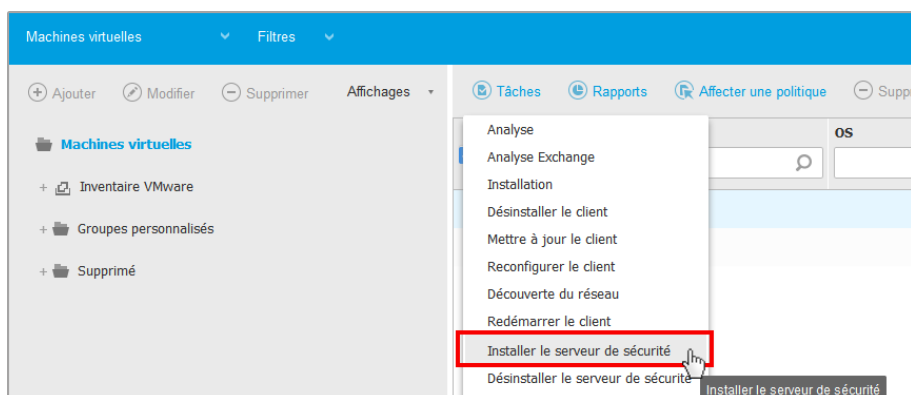 Machines virtuelles Filtres
Ajouter Modifier Supprimer Affichages Tâches Rapports Affecter une politique Supp
Machines virtuelles
Inventaire VMware
Groupes personnalisés
Supprimé
OS
Analyse
Analyse Exchange
Installation
Désinstaller le client
Mettre à jour le client
Reconfigurer le client
Découverte du réseau
Redémarrer le client
Installer le serveur de sécurité
Désinstaller le serveur de sécurité
Installer le serveur de sécurité